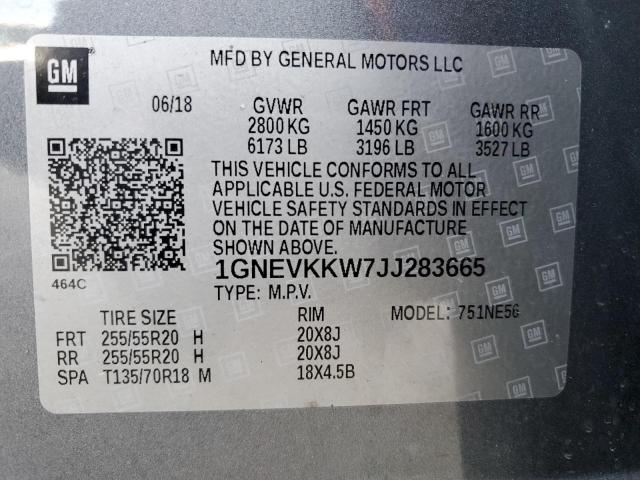 GM
MFD BY GENERAL MOTORS LLC
06/18 GVWR GAWR FRT GAWR RR
2800 KG 1450 KG 1600 KG
6173 LB 3196 LB 3527 LB
THIS VEHICLE CONFORMS TO ALL
APPLICABLE U.S. FEDERAL MOTOR
VEHICLE SAFETY STANDARDS IN EFFECT
ON THE DATE OF MANUFACTURE
SHOWN ABOVE.
464C
1GNEVKKW7JJ283665
TYPE: M.P.V. MODEL: 751NE56
TIRE SIZE RIM
FRT 255/55R20 H 20X8J
RR 255/55R20 H 20X8J
SPA T135/70R18 M 18X4.5B